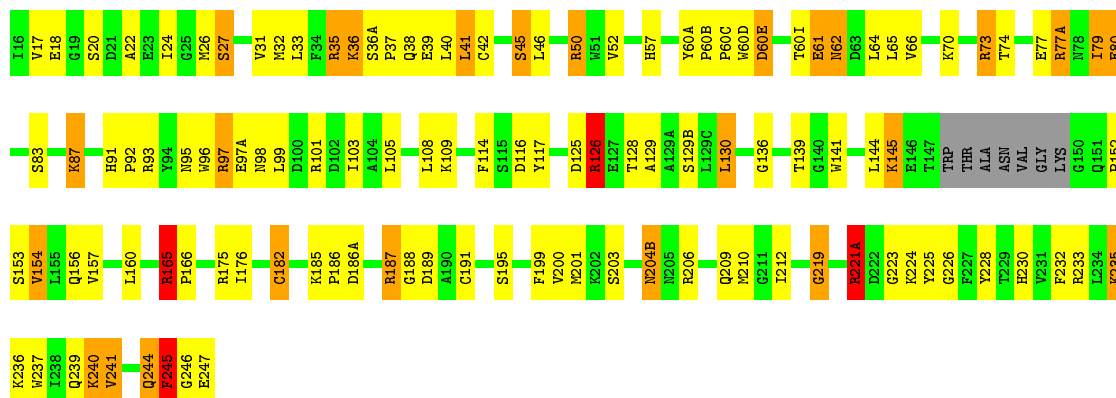 I16 V17 E18 G19 S20 D21 A22 E23 I24 G25 M26 S27 V31 M32 L33 F34 R35 K36 S36A P37 Q38 E39 L40 L41 C42 S45 L46 R50 W51 V52 H57 Y60A P60B P60C W60D D60E T60I E61 N62 D63 L64 L65 V66 K70 R73 T74 E77 R77A N78 I79
S83 K87 H91 P92 R93 Y94 N95 W96 R97 E97A N98 L99 D100 R101 D102 I103 A104 L105 L108 K109 F114 S115 D116 Y117 D125 R126 E127 T128 A129 A129A S129B L129C L130 G136 T139 G140 W141 L144 K145 E146 T147 TRP THR ALA ASN VAL GLY LYS G150 Q151
S153 V154 L155 Q156 V157 L160 R165 P166 R175 I176 C182 K185 P186 D186A R187 G188 D189 A190 C191 S195 F199 V200 M201 K202 S203 N204B N205 R206 Q209 M210 G211 I212 G219 R221A D222 G223 K224 Y225 G226 F227 Y228 T229 H230 V231 F232 R233 L234 K235
K236 W237 I238 Q239 K240 V241 Q244 F245 G246 E247